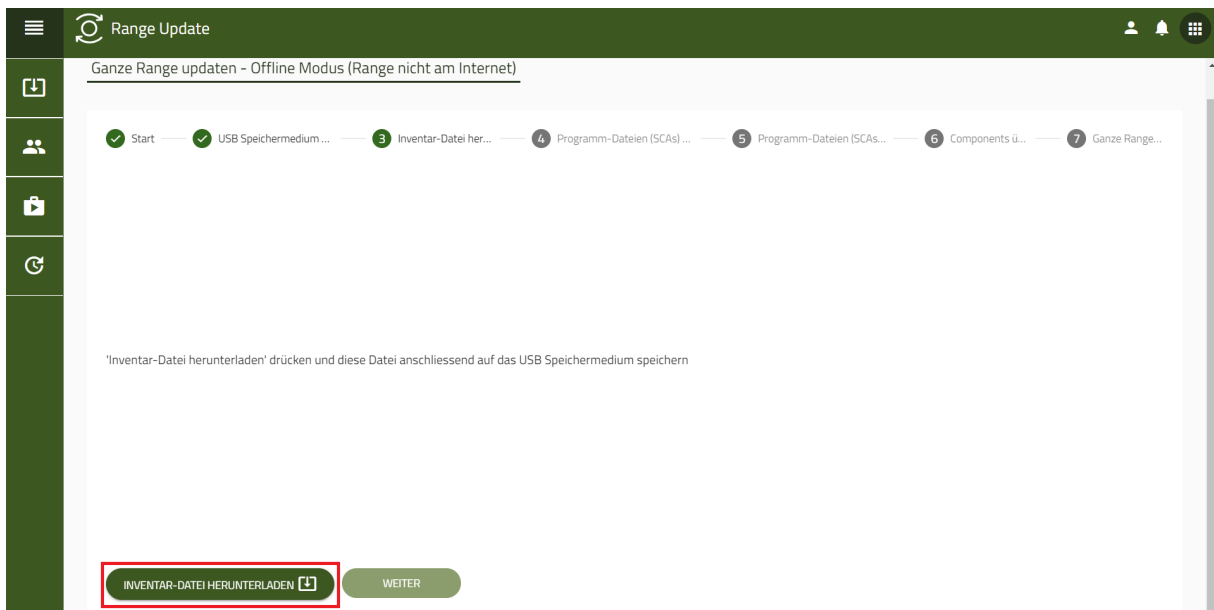 Range Update
Ganze Range updaten - Offline Modus (Range nicht am Internet)
Start
USB Speichermedium ...
3 Inventar-Datei her...
4 Programm-Dateien (SCAs) ...
5 Programm-Dateien (SCAs...
6 Components ü...
7 Ganze Range...
'Inventar-Datei herunterladen' drücken und diese Datei anschliessend auf das USB Speichermedium speichern
INVENTAR-DATEI HERUNTERLADEN
WEITER